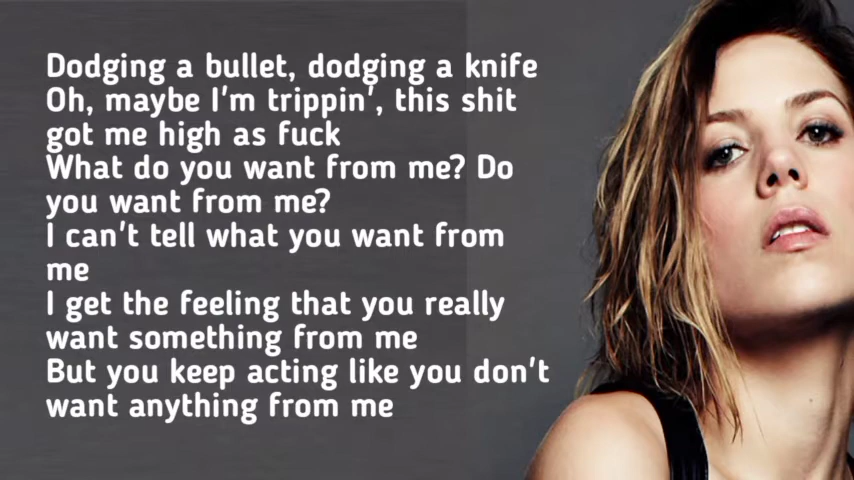 Dodging a bullet, dodging a knife
Oh, maybe I'm trippin', this shit
got me high as fuck
What do you want from me? Do
you want from me?
I can't tell what you want from
me
I get the feeling that you really
want something from me
But you keep acting like you don't
want anything from me